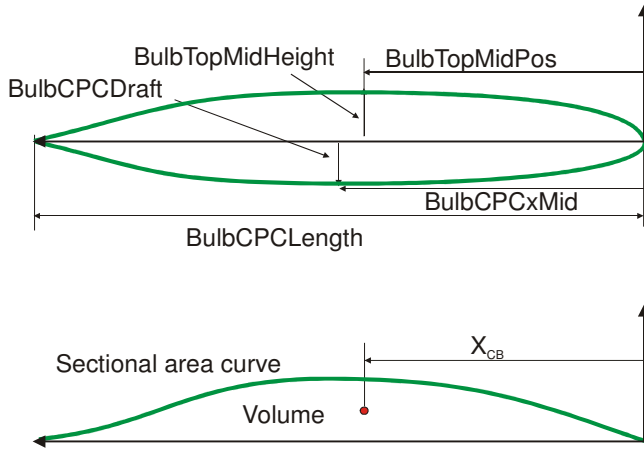 BulbTopMidHeight
BulbTopMidPos
BulbCPCDraft
BulbCPCxMid
BulbCPCLength
X_CB
Sectional area curve
Volume